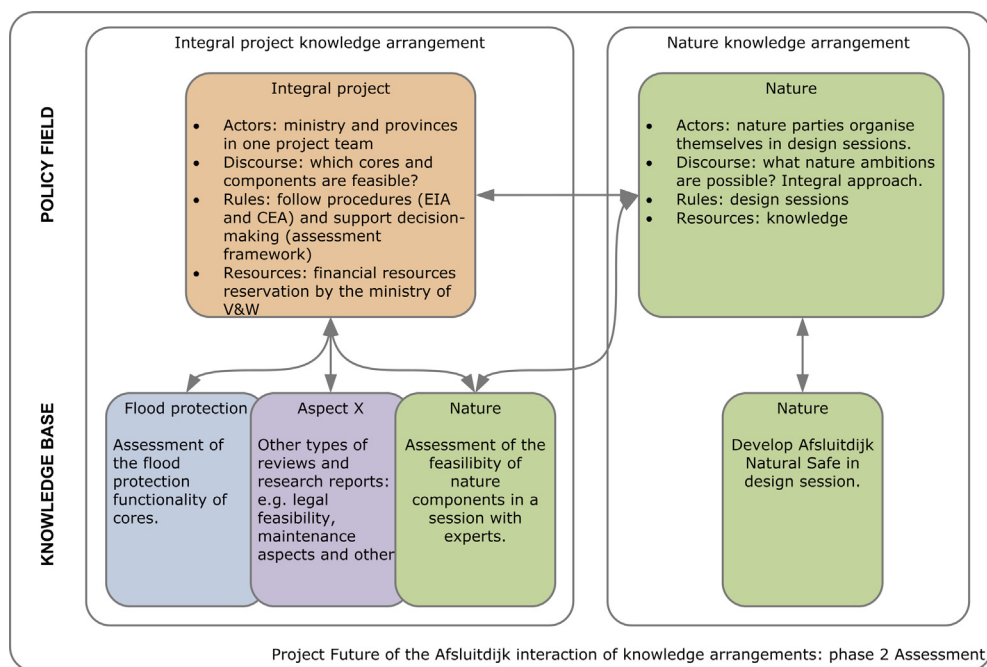 Integral project knowledge arrangement
Nature knowledge arrangement
POLICY FIELD
Integral project
• Actors: ministry and provinces
in one project team
• Discourse: which cores and
components are feasible?
• Rules: follow procedures (EIA
and CEA) and support decision-
making (assessment
framework)
• Resources: financial resources
reservation by the ministry of
V&W
Nature
• Actors: nature parties organise
themselves in design sessions.
• Discourse: what nature ambitions
are possible? Integral approach.
• Rules: design sessions
• Resources: knowledge
KNOWLEDGE BASE
Flood protection
Assessment of
the flood
protection
functionality of
cores.
Aspect X
Other types of
reviews and
research reports:
e.g. legal
feasibility,
maintenance
aspects and other
Nature
Assessment of the
feasilibity of
nature
components in a
session with
experts.
Nature
Develop Afsluitdijk
Natural Safe in
design session.
Project Future of the Afsluitdijk interaction of knowledge arrangements: phase 2 Assessment